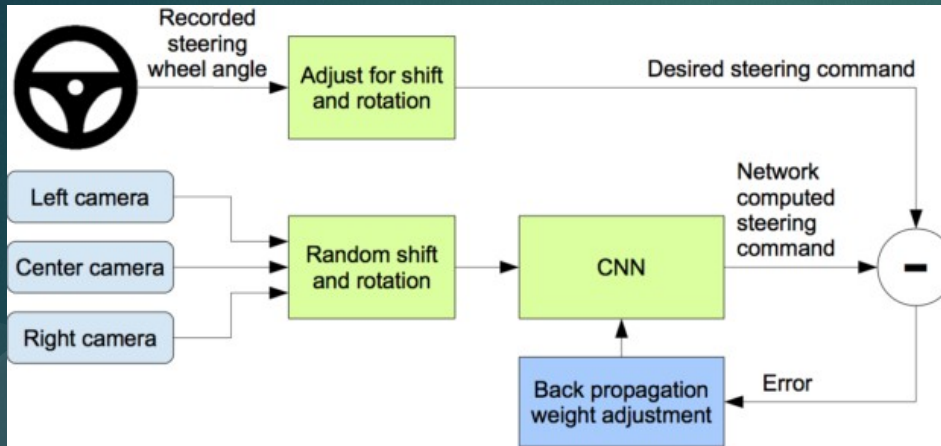 Recorded
steering
wheel angle
Adjust for shift
and rotation
Desired steering command
Left camera
Center camera
Right camera
Random shift
and rotation
CNN
Network
computed
steering
command
-
Back propagation
weight adjustment
Error